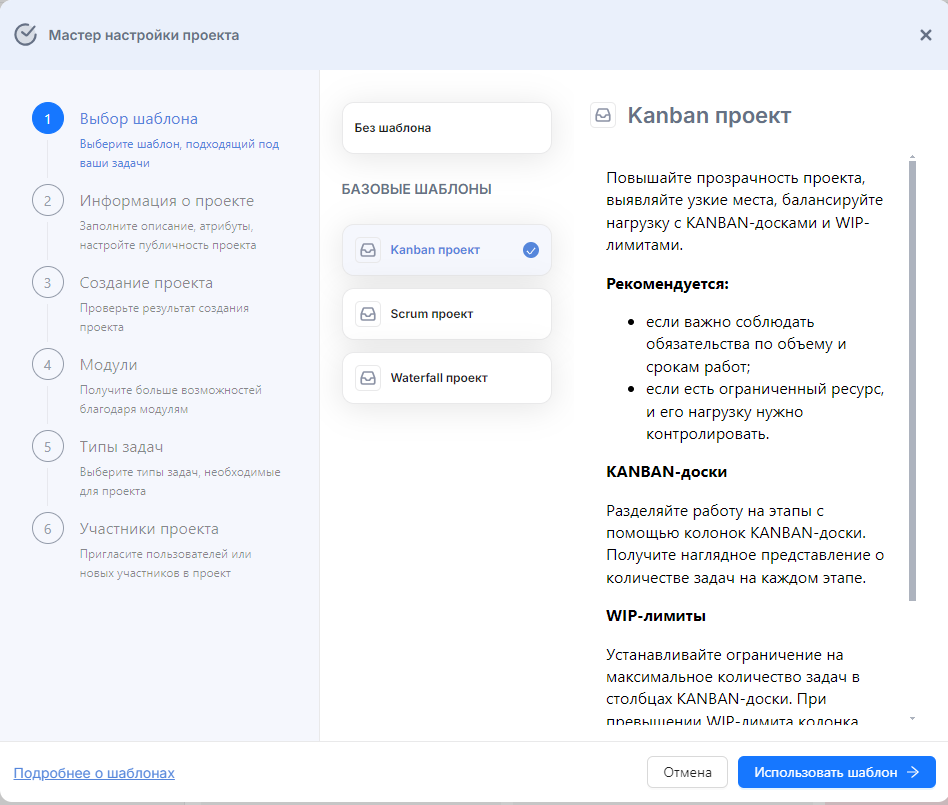 Мастер настройки проекта
1
Выбор шаблона
Выберите шаблон, подходящий под
ваши задачи
2
Информация о проекте
Заполните описание, атрибуты,
настройте публичность проекта
3
Создание проекта
Проверьте результат создания
проекта
4
Модули
Получите больше возможностей
благодаря модулям
5
Типы задач
Выберите типы задач, необходимые
для проекта
6
Участники проекта
Пригласите пользователей или
новых участников в проект
Без шаблона
БАЗОВЫЕ ШАБЛОНЫ
Kanban проект
Scrum проект
Waterfall проект
Kanban проект
Повышайте прозрачность проекта,
выявляйте узкие места, балансируйте
нагрузку с KANBAN-досками и WIP-
лимитами.
Рекомендуется:
• если важно соблюдать
обязательства по объему и
срокам работ;
• если есть ограниченный ресурс,
и его нагрузку нужно
контролировать.
KANBAN-доски
Разделяйте работу на этапы с
помощью колонок KANBAN-доски.
Получите наглядное представление о
количестве задач на каждом этапе.
WIP-лимиты
Устанавливайте ограничение на
максимальное количество задач в
столбцах KANBAN-доски. При
превышении WIP-лимита колонка
Подробнее о шаблонах
Отмена
Использовать шаблон →